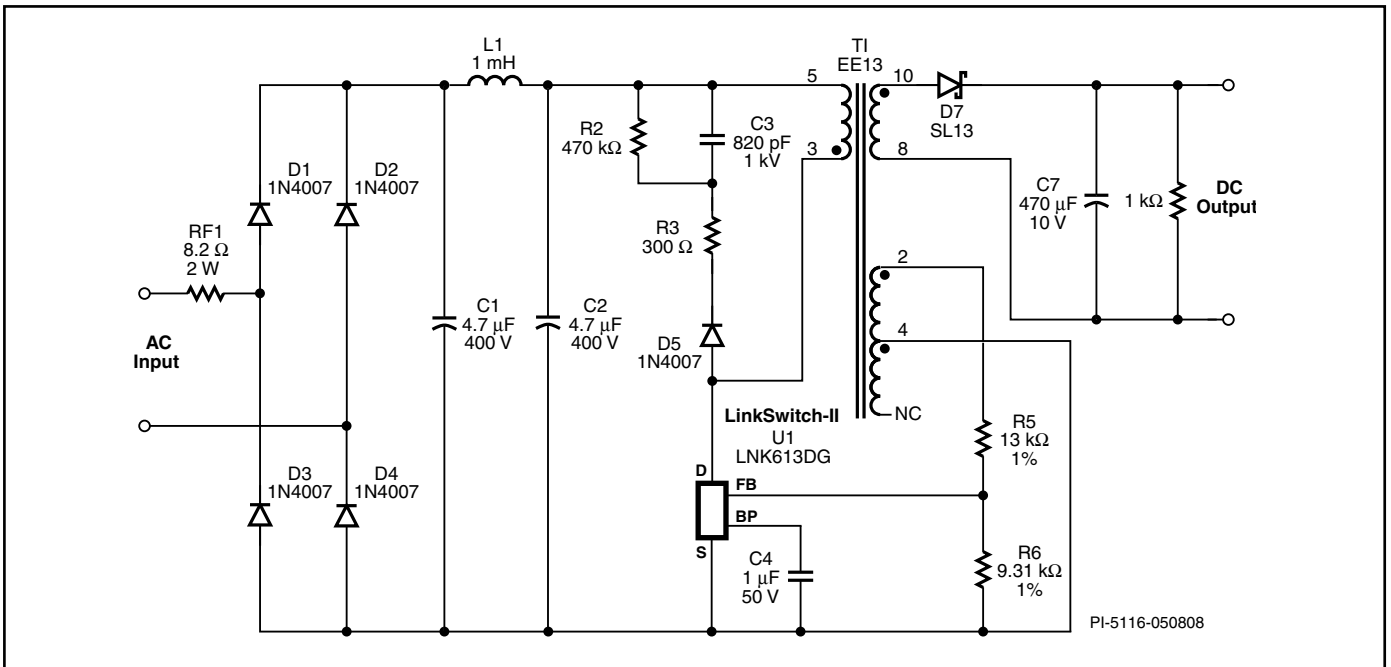 L1
1 mH
TI
EE13
5
10
D7
SL13
R2
470 kΩ
C3
820 pF
1 kV
3
8
D1
1N4007
D2
1N4007
C7
470 µF
10 V
1 kΩ
DC
Output
RF1
8.2 Ω
2 W
R3
300 Ω
2
AC
Input
C1
4.7 µF
400 V
C2
4.7 µF
400 V
D5
1N4007
4
NC
LinkSwitch-II
U1
LNK613DG
R5
13 kΩ
1%
D3
1N4007
D4
1N4007
D
FB
BP
S
C4
1 µF
50 V
R6
9.31 kΩ
1%
PI-5116-050808